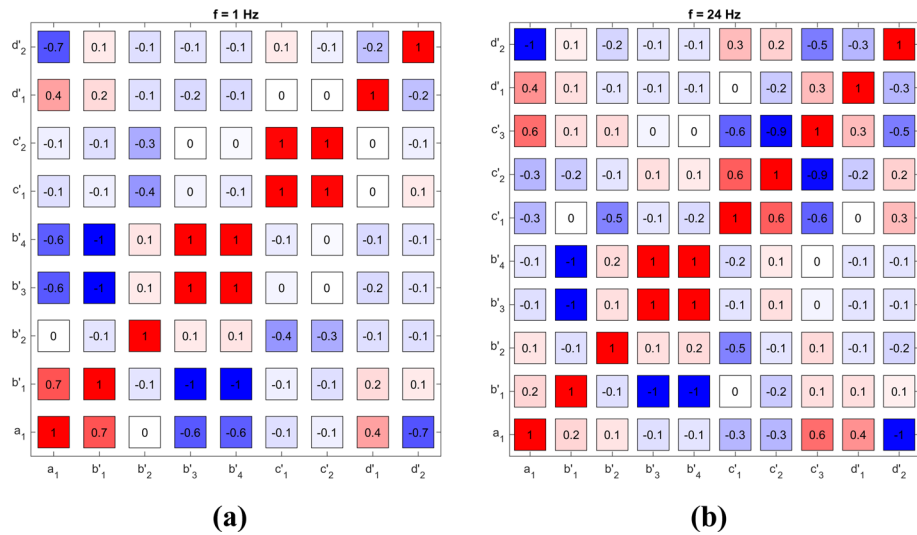 f = 1 Hz
d'2 -0.7 0.1 -0.1 -0.1 -0.1 0.1 -0.1 -0.2 1
d'1 0.4 0.2 -0.1 -0.2 -0.1 0 0 1 -0.2
c'2 -0.1 -0.1 -0.3 0 0 1 1 0 -0.1
c'1 -0.1 -0.1 -0.4 0 -0.1 1 1 0 0.1
b'4 -0.6 -1 0.1 1 1 -0.1 0 -0.1 -0.1
b'3 -0.6 -1 0.1 1 1 0 0 -0.2 -0.1
b'2 0 -0.1 1 0.1 0.1 -0.4 -0.3 -0.1 -0.1
b'1 0.7 1 -0.1 -1 -1 -0.1 -0.1 0.2 0.1
a1 1 0.7 0 -0.6 -0.6 -0.1 -0.1 0.4 -0.7
a1 b'1 b'2 b'3 b'4 c'1 c'2 d'1 d'2
(a)
f = 24 Hz
d'2 -1 0.1 -0.2 -0.1 -0.1 0.3 0.2 -0.5 -0.3 1
d'1 0.4 0.1 -0.1 -0.1 -0.1 0 -0.2 0.3 1 -0.3
c'3 0.6 0.1 0.1 0 0 -0.6 -0.9 1 0.3 -0.5
c'2 -0.3 -0.2 -0.1 0.1 0.1 0.6 1 -0.9 -0.2 0.2
c'1 -0.3 0 -0.5 -0.1 -0.2 1 0.6 -0.6 0 0.3
b'4 -0.1 -1 0.2 1 1 -0.2 0.1 0 -0.1 -0.1
b'3 -0.1 -1 0.1 1 1 -0.1 0.1 0 -0.1 -0.1
b'2 0.1 -0.1 1 0.1 0.2 -0.5 -0.1 0.1 -0.1 -0.2
b'1 0.2 1 -0.1 -1 -1 0 -0.2 0.1 0.1 0.1
a1 1 0.2 0.1 -0.1 -0.1 -0.3 -0.3 0.6 0.4 -1
a1 b'1 b'2 b'3 b'4 c'1 c'2 c'3 d'1 d'2
(b)